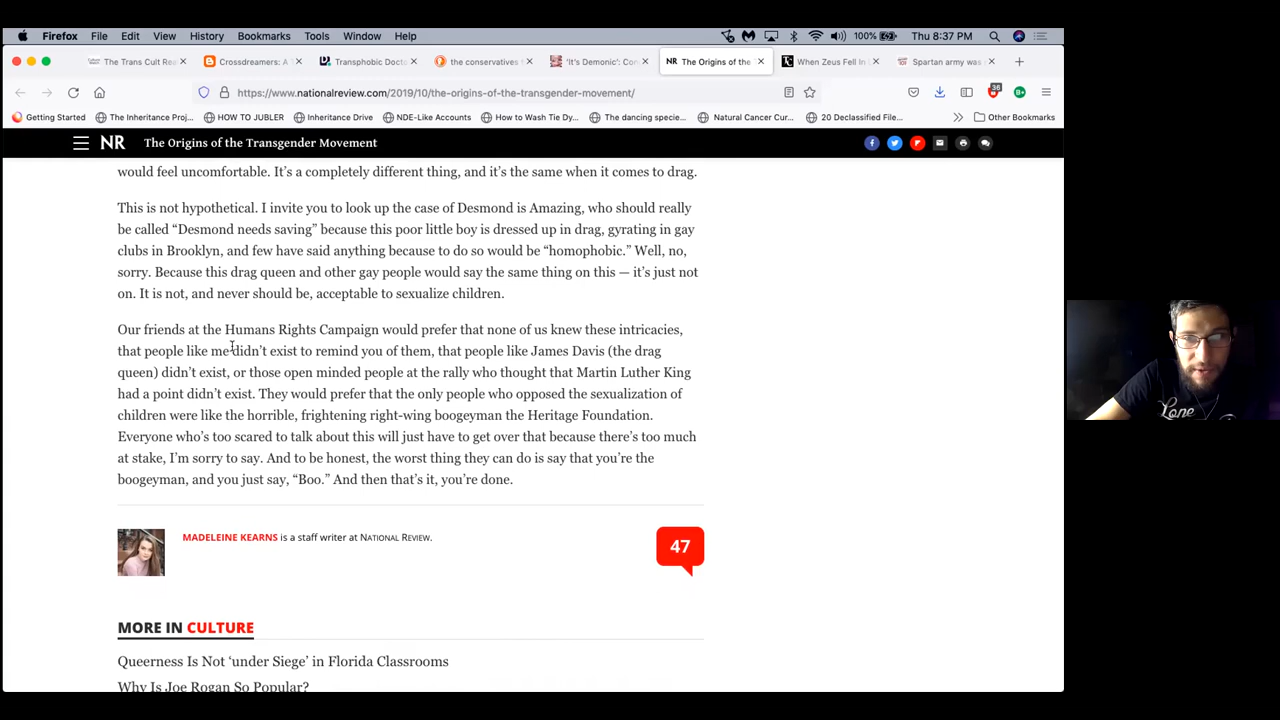 Firefox File Edit View History Bookmarks Tools Window Help 100% Thu 8:37 PM
The Trans Cult Rea
Crossdreamers: A S
Transphobic Docto
the conservatives
'It's Demonic': Con
NR The Origins of the
When Zeus Fell In L
Spartan army was
https://www.nationalreview.com/2019/10/the-origins-of-the-transgender-movement/
36
Getting Started The Inheritance Proj... HOW TO JUBLER Inheritance Drive NDE-Like Accounts How to Wash Tie Dy... The dancing specie... Natural Cancer Cur... 20 Declassified File... Other Bookmarks
NR The Origins of the Transgender Movement
would feel uncomfortable. It's a completely different thing, and it's the same when it comes to drag.
This is not hypothetical. I invite you to look up the case of Desmond is Amazing, who should really
be called “Desmond needs saving” because this poor little boy is dressed up in drag, gyrating in gay
clubs in Brooklyn, and few have said anything because to do so would be “homophobic.” Well, no,
sorry. Because this drag queen and other gay people would say the same thing on this — it's just not
on. It is not, and never should be, acceptable to sexualize children.
Our friends at the Humans Rights Campaign would prefer that none of us knew these intricacies,
that people like me didn't exist to remind you of them, that people like James Davis (the drag
queen) didn't exist, or those open minded people at the rally who thought that Martin Luther King
had a point didn't exist. They would prefer that the only people who opposed the sexualization of
children were like the horrible, frightening right-wing boogeyman the Heritage Foundation.
Everyone who's too scared to talk about this will just have to get over that because there's too much
at stake, I'm sorry to say. And to be honest, the worst thing they can do is say that you're the
boogeyman, and you just say, “Boo.” And then that's it, you're done.
MADELEINE KEARNS is a staff writer at NATIONAL REVIEW.
47
MORE IN CULTURE
Queerness Is Not ‘under Siege’ in Florida Classrooms
Why Is Joe Rogan So Popular?
Lone